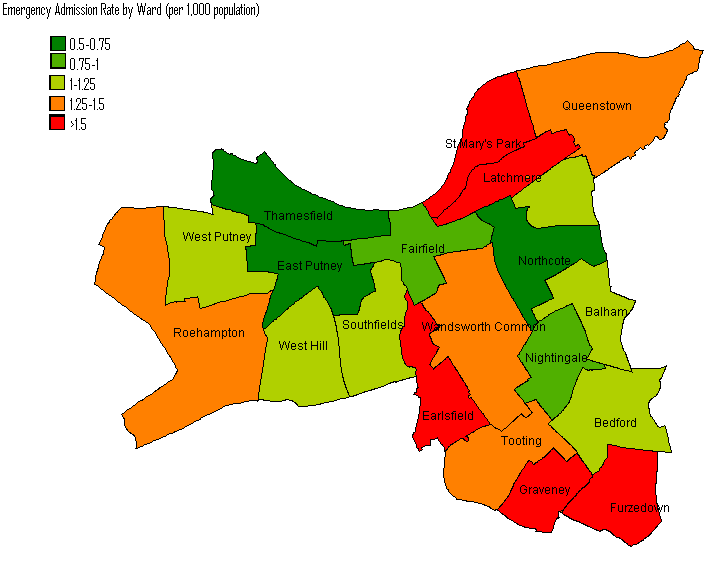 Emergency Admission Rate by Ward (per 1,000 population)
0.5-0.75
0.75-1
1-1.25
1.25-1.5
>1.5
Queenstown
St Mary's Park
Latchmere
Thamesfield
West Putney
Fairfield
East Putney
Northcote
Balham
Roehampton
West Hill
Southfields
Wandsworth Common
Nightingale
Earlsfield
Bedford
Tooting
Graveney
Furzedown